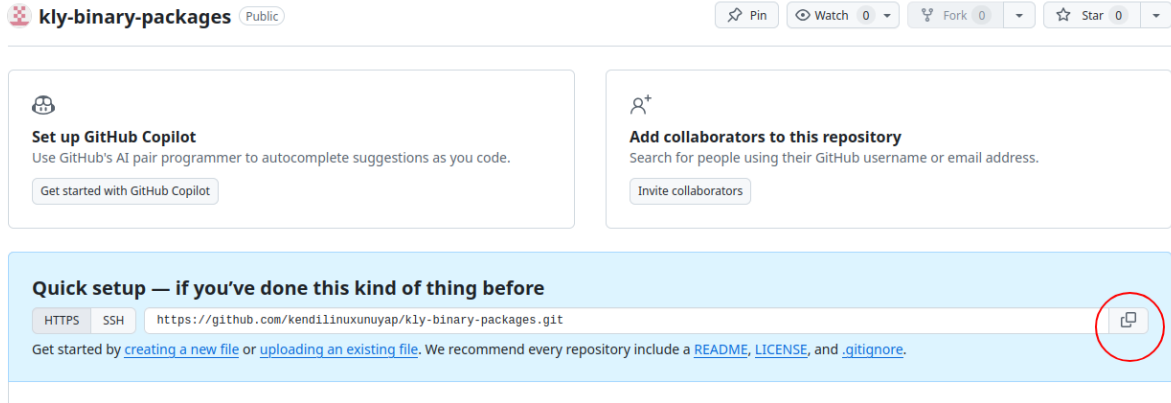 kly-binary-packages Public
Pin Watch 0 Fork 0 Star 0
Set up GitHub Copilot
Use GitHub's AI pair programmer to autocomplete suggestions as you code.
Get started with GitHub Copilot
Add collaborators to this repository
Search for people using their GitHub username or email address.
Invite collaborators
Quick setup — if you’ve done this kind of thing before
HTTPS SSH https://github.com/kendilinuxunuyap/kly-binary-packages.git
Get started by creating a new file or uploading an existing file. We recommend every repository include a README, LICENSE, and .gitignore.